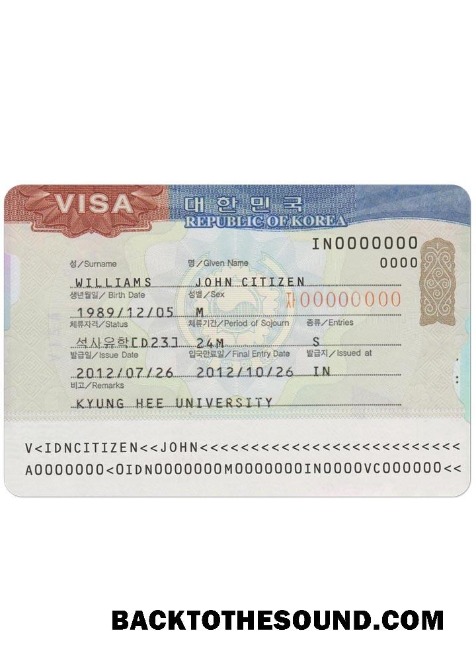 VISA 대한민국
REPUBLIC OF KOREA
IN0000000
0000
성/Surname 명/Given Name
WILLIAMS JOHN CITIZEN
생년월일/Birth Date 성별/Sex
00000000
1989/12/05 M
체류자격/Status 체류기간/Period of Sojourn 종류/Entries
석사유학[D23] 24M S
발급일/Issue Date 입국만료일/Final Entry Date 발급지/Issued at
2012/07/26 2012/10/26 IN
비고/Remarks
KYUNG HEE UNIVERSITY
V<IDNCITIZEN<<JOHN<<<<<<<<<<<<<<<<<<<<<<<<<<
A0000000<0IDN0000000M0000000IN0000VC000000<<
BACKTOTHESOUND.COM